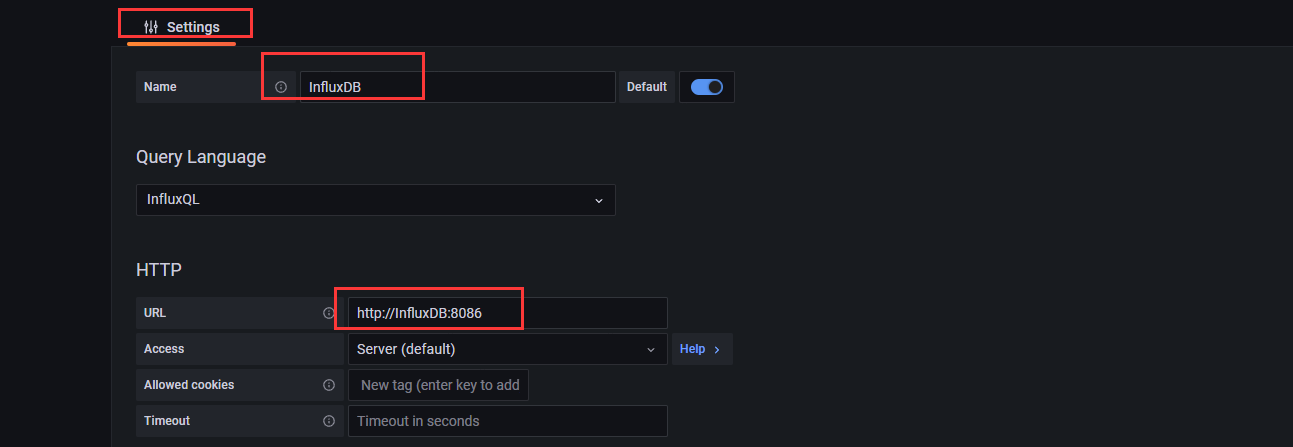 Settings
Name InfluxDB Default
Query Language
InfluxQL
HTTP
URL http://InfluxDB:8086
Access Server (default) Help
Allowed cookies New tag (enter key to add
Timeout Timeout in seconds